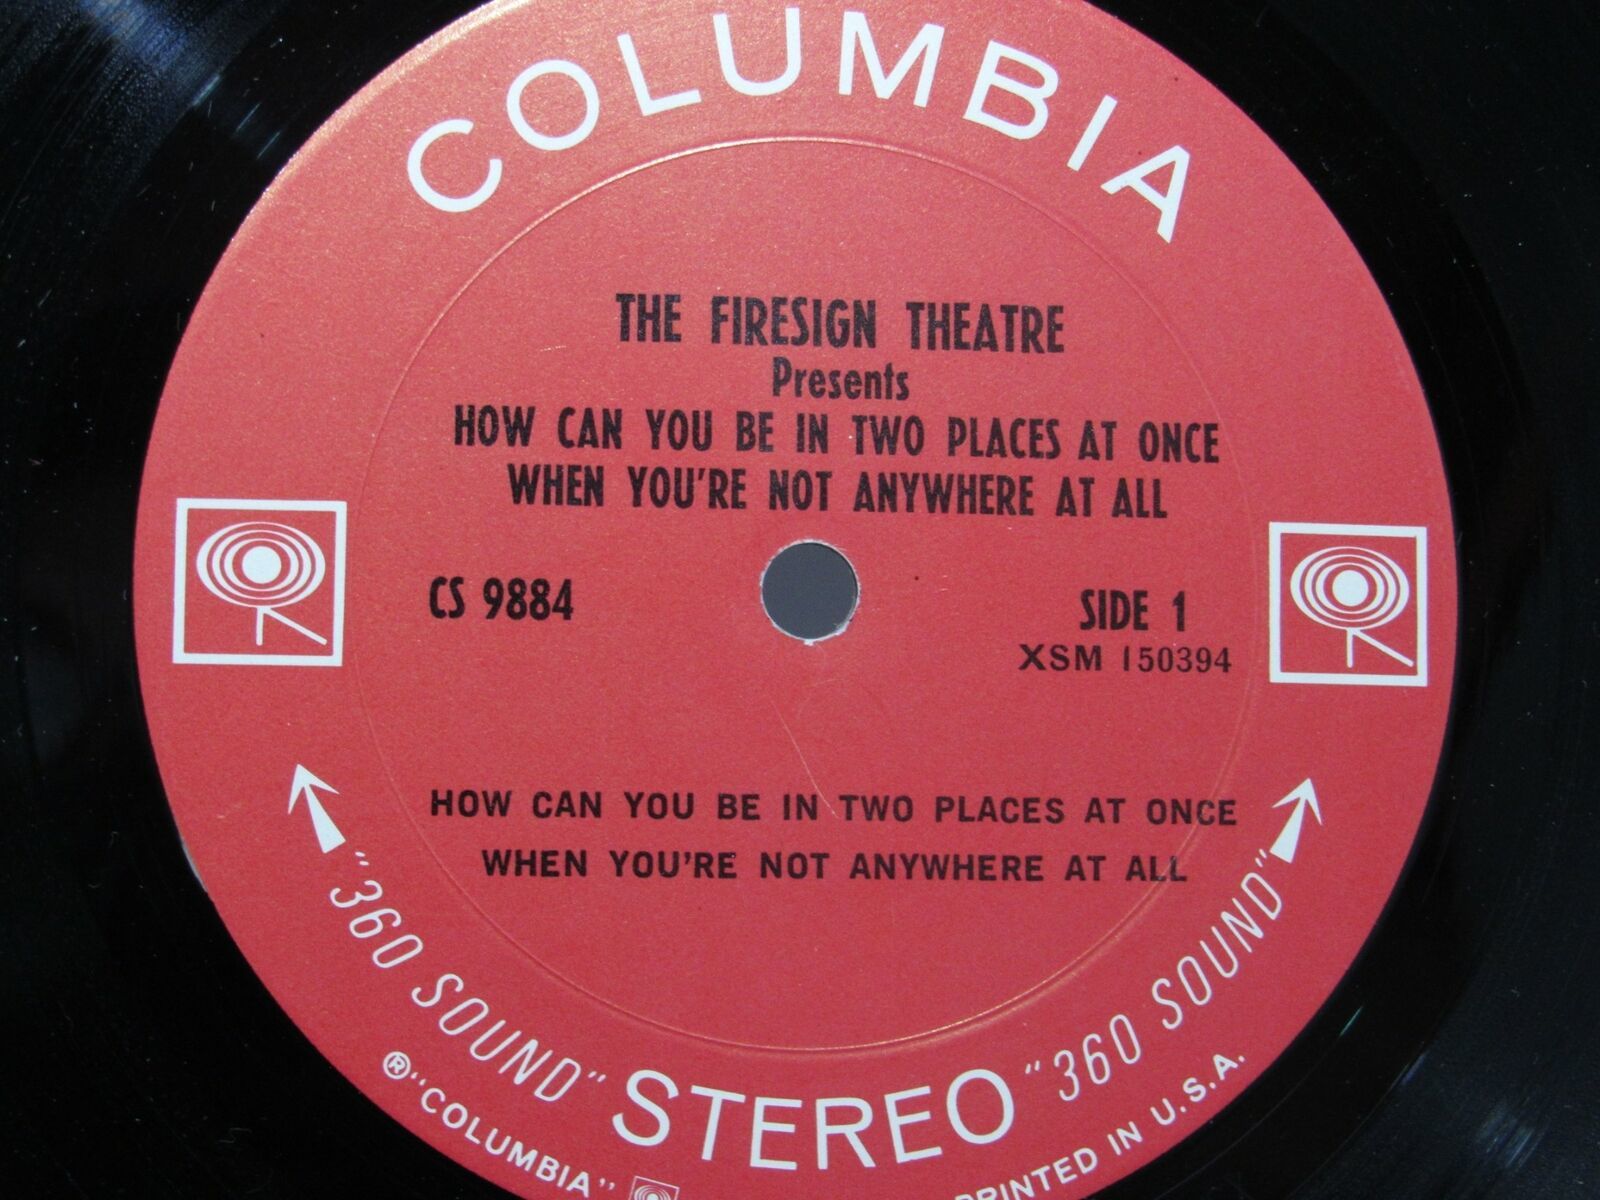 COLUMBIA
THE FIRESIGN THEATRE
Presents
HOW CAN YOU BE IN TWO PLACES AT ONCE
WHEN YOU'RE NOT ANYWHERE AT ALL
CS 9884
SIDE 1
XSM 150394
HOW CAN YOU BE IN TWO PLACES AT ONCE
WHEN YOU'RE NOT ANYWHERE AT ALL
"360 SOUND" STEREO "360 SOUND"
®"COLUMBIA"
PRINTED IN U.S.A.